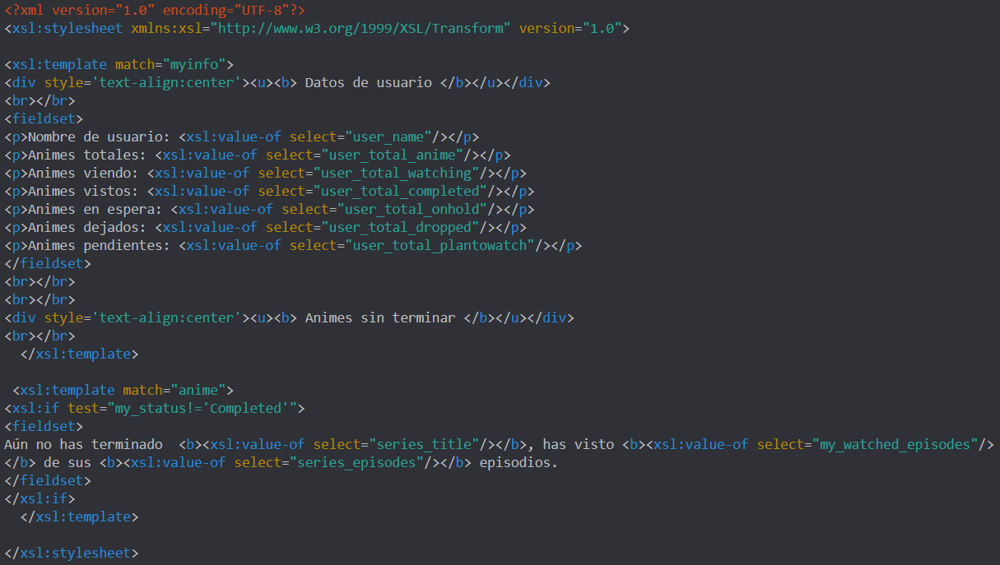 <?xml version="1.0" encoding="UTF-8"?>
<xsl:stylesheet xmlns:xsl="http://www.w3.org/1999/XSL/Transform" version="1.0">
<xsl:template match="myinfo">
<div style='text-align:center'><u><b> Datos de usuario </b></u></div>
<br></br>
<fieldset>
<p>Nombre de usuario: <xsl:value-of select="user_name"/></p>
<p>Animes totales: <xsl:value-of select="user_total_anime"/></p>
<p>Animes viendo: <xsl:value-of select="user_total_watching"/></p>
<p>Animes vistos: <xsl:value-of select="user_total_completed"/></p>
<p>Animes en espera: <xsl:value-of select="user_total_onhold"/></p>
<p>Animes dejados: <xsl:value-of select="user_total_dropped"/></p>
<p>Animes pendientes: <xsl:value-of select="user_total_plantowatch"/></p>
</fieldset>
<br></br>
<br></br>
<div style='text-align:center'><u><b> Animes sin terminar </b></u></div>
<br></br>
  </xsl:template>
 <xsl:template match="anime">
<xsl:if test="my_status!='Completed'">
<fieldset>
Aún no has terminado  <b><xsl:value-of select="series_title"/></b>, has visto <b><xsl:value-of select="my_watched_episodes"/>
</b> de sus <b><xsl:value-of select="series_episodes"/></b> episodios.
</fieldset>
</xsl:if>
  </xsl:template>
</xsl:stylesheet>